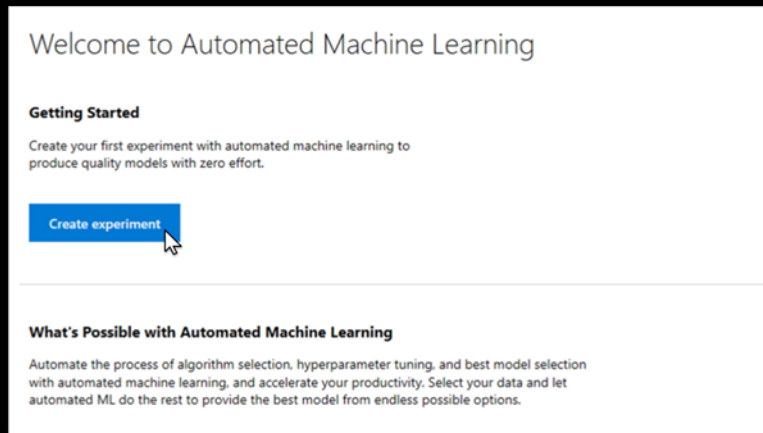 Welcome to Automated Machine Learning
Getting Started
Create your first experiment with automated machine learning to
produce quality models with zero effort.
Create experiment
What's Possible with Automated Machine Learning
Automate the process of algorithm selection, hyperparameter tuning, and best model selection
with automated machine learning, and accelerate your productivity. Select your data and let
automated ML do the rest to provide the best model from endless possible options.